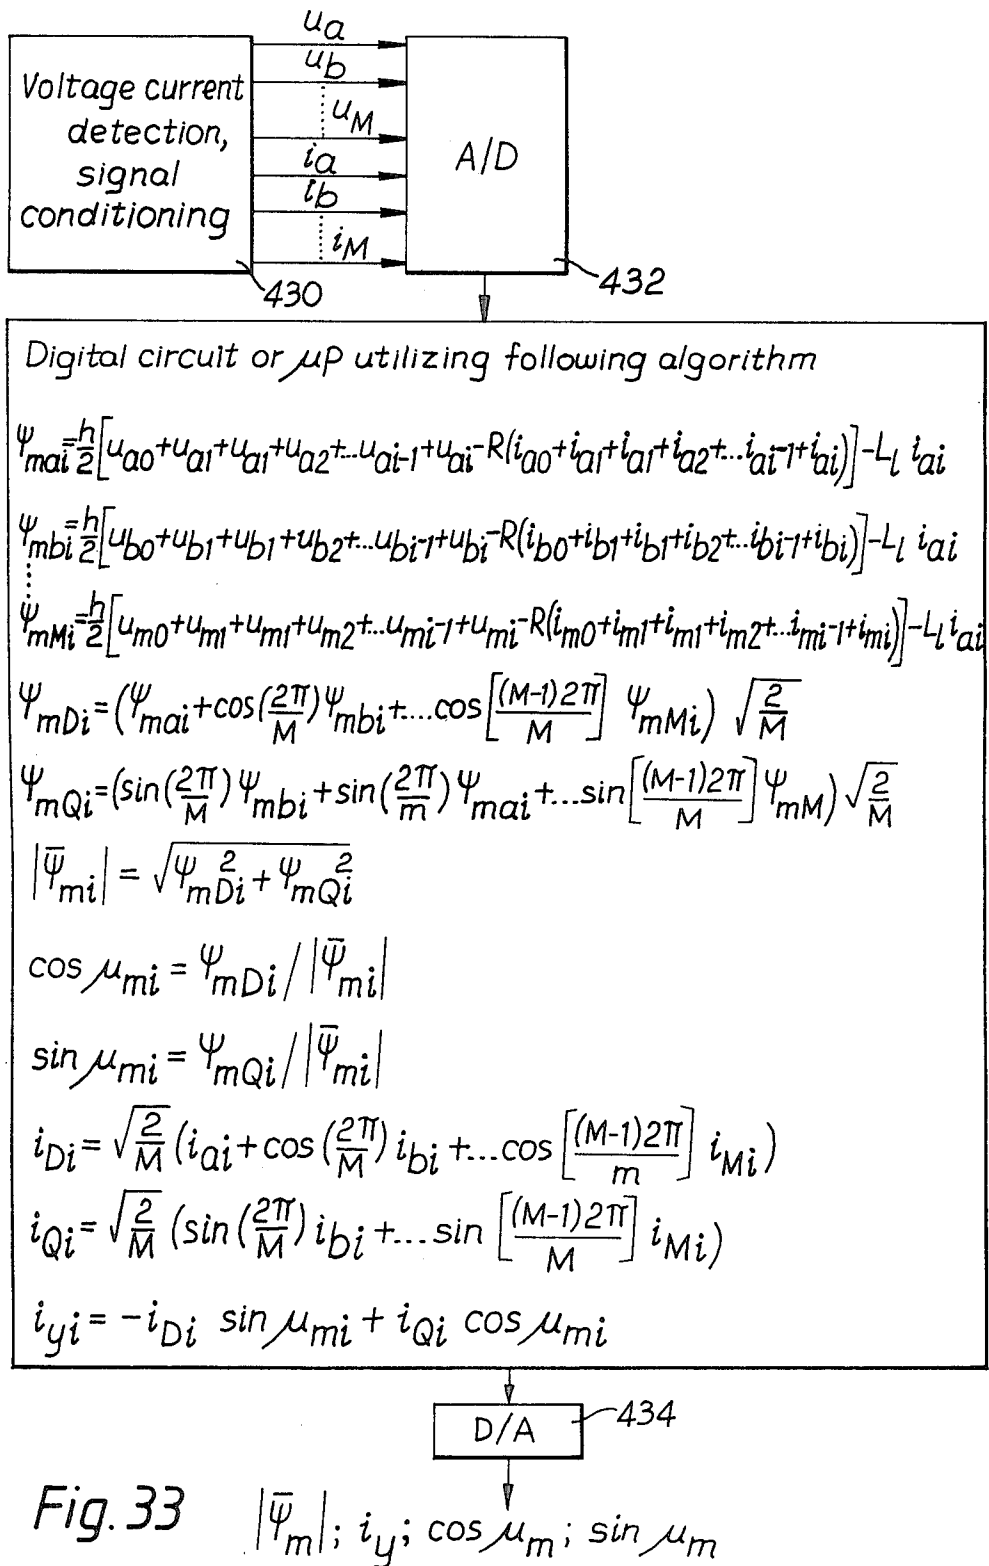 u_a
u_b
u_M
i_a
i_b
i_M
Voltage current
detection,
signal
conditioning
A/D
430
432
Digital circuit or μP utilizing following algorithm
ψ_mai = h/2 [u_a0 + u_a1 + u_a1 + u_a2 +... u_ai-1 + u_ai - R(i_a0 + i_a1 + i_a1 + i_a2 +... i_ai-1 + i_ai)] - L_l i_ai
ψ_mbi = h/2 [u_b0 + u_b1 + u_b1 + u_b2 +... u_bi-1 + u_bi - R(i_b0 + i_b1 + i_b1 + i_b2 +... i_bi-1 + i_bi)] - L_l i_ai
ψ_mMi = h/2 [u_m0 + u_m1 + u_m1 + u_m2 +... u_mi-1 + u_mi - R(i_m0 + i_m1 + i_m1 + i_m2 +... i_mi-1 + i_mi)] - L_l i_ai
ψ_mDi = (ψ_mai + cos(2π/M) ψ_mbi +.... cos[(M-1)2π/M] ψ_mMi) √(2/M)
ψ_mQi = (sin(2π/M) ψ_mbi + sin(2π/m) ψ_mai +... sin[(M-1)2π/M] ψ_mM) √(2/M)
|ψ̄_mi| = √(ψ_mDi² + ψ_mQi²)
cos μ_mi = ψ_mDi / |ψ̄_mi|
sin μ_mi = ψ_mQi / |ψ̄_mi|
i_Di = √(2/M) (i_ai + cos(2π/M) i_bi +... cos[(M-1)2π/m] i_Mi)
i_Qi = √(2/M) (sin(2π/M) i_bi +... sin[(M-1)2π/M] i_Mi)
i_yi = -i_Di sin μ_mi + i_Qi cos μ_mi
D/A
434
Fig. 33
|ψ̄_m|; i_y; cos μ_m; sin μ_m